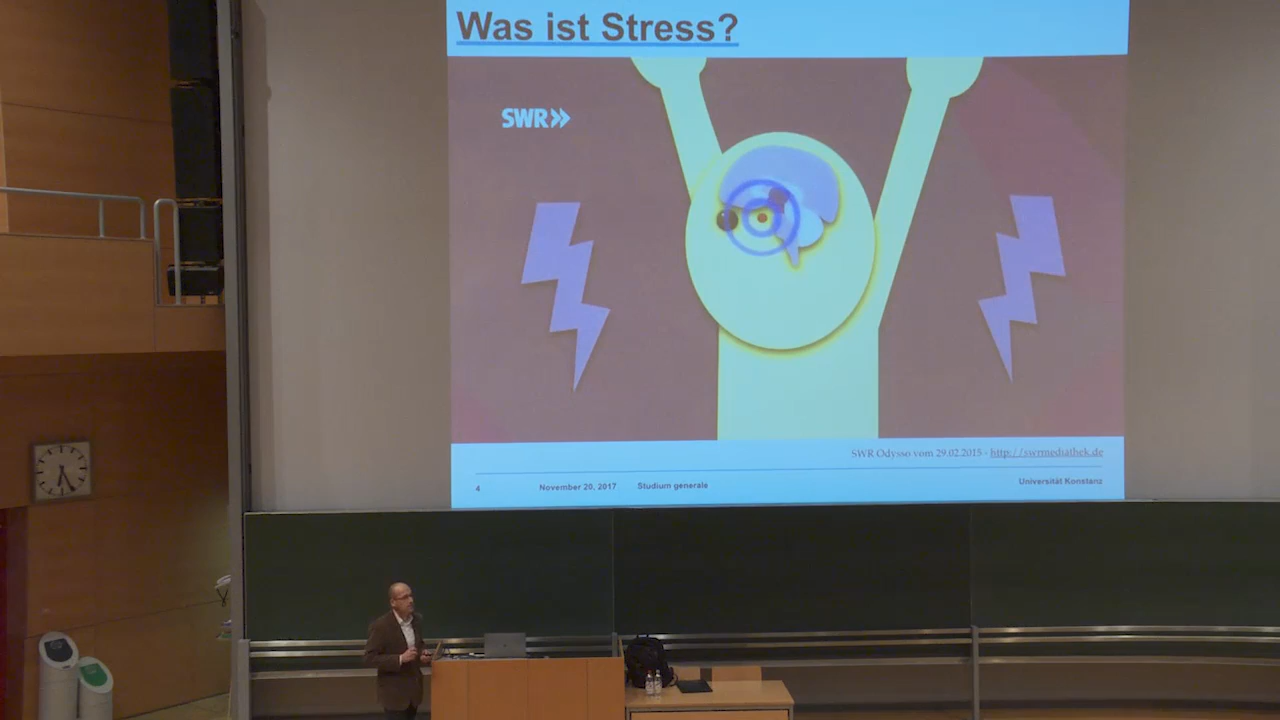 Was ist Stress?
SWR»
SWR Odysso vom 29.02.2015 - http://swrmediathek.de
4 November 20, 2017 Studium generale Universität Konstanz